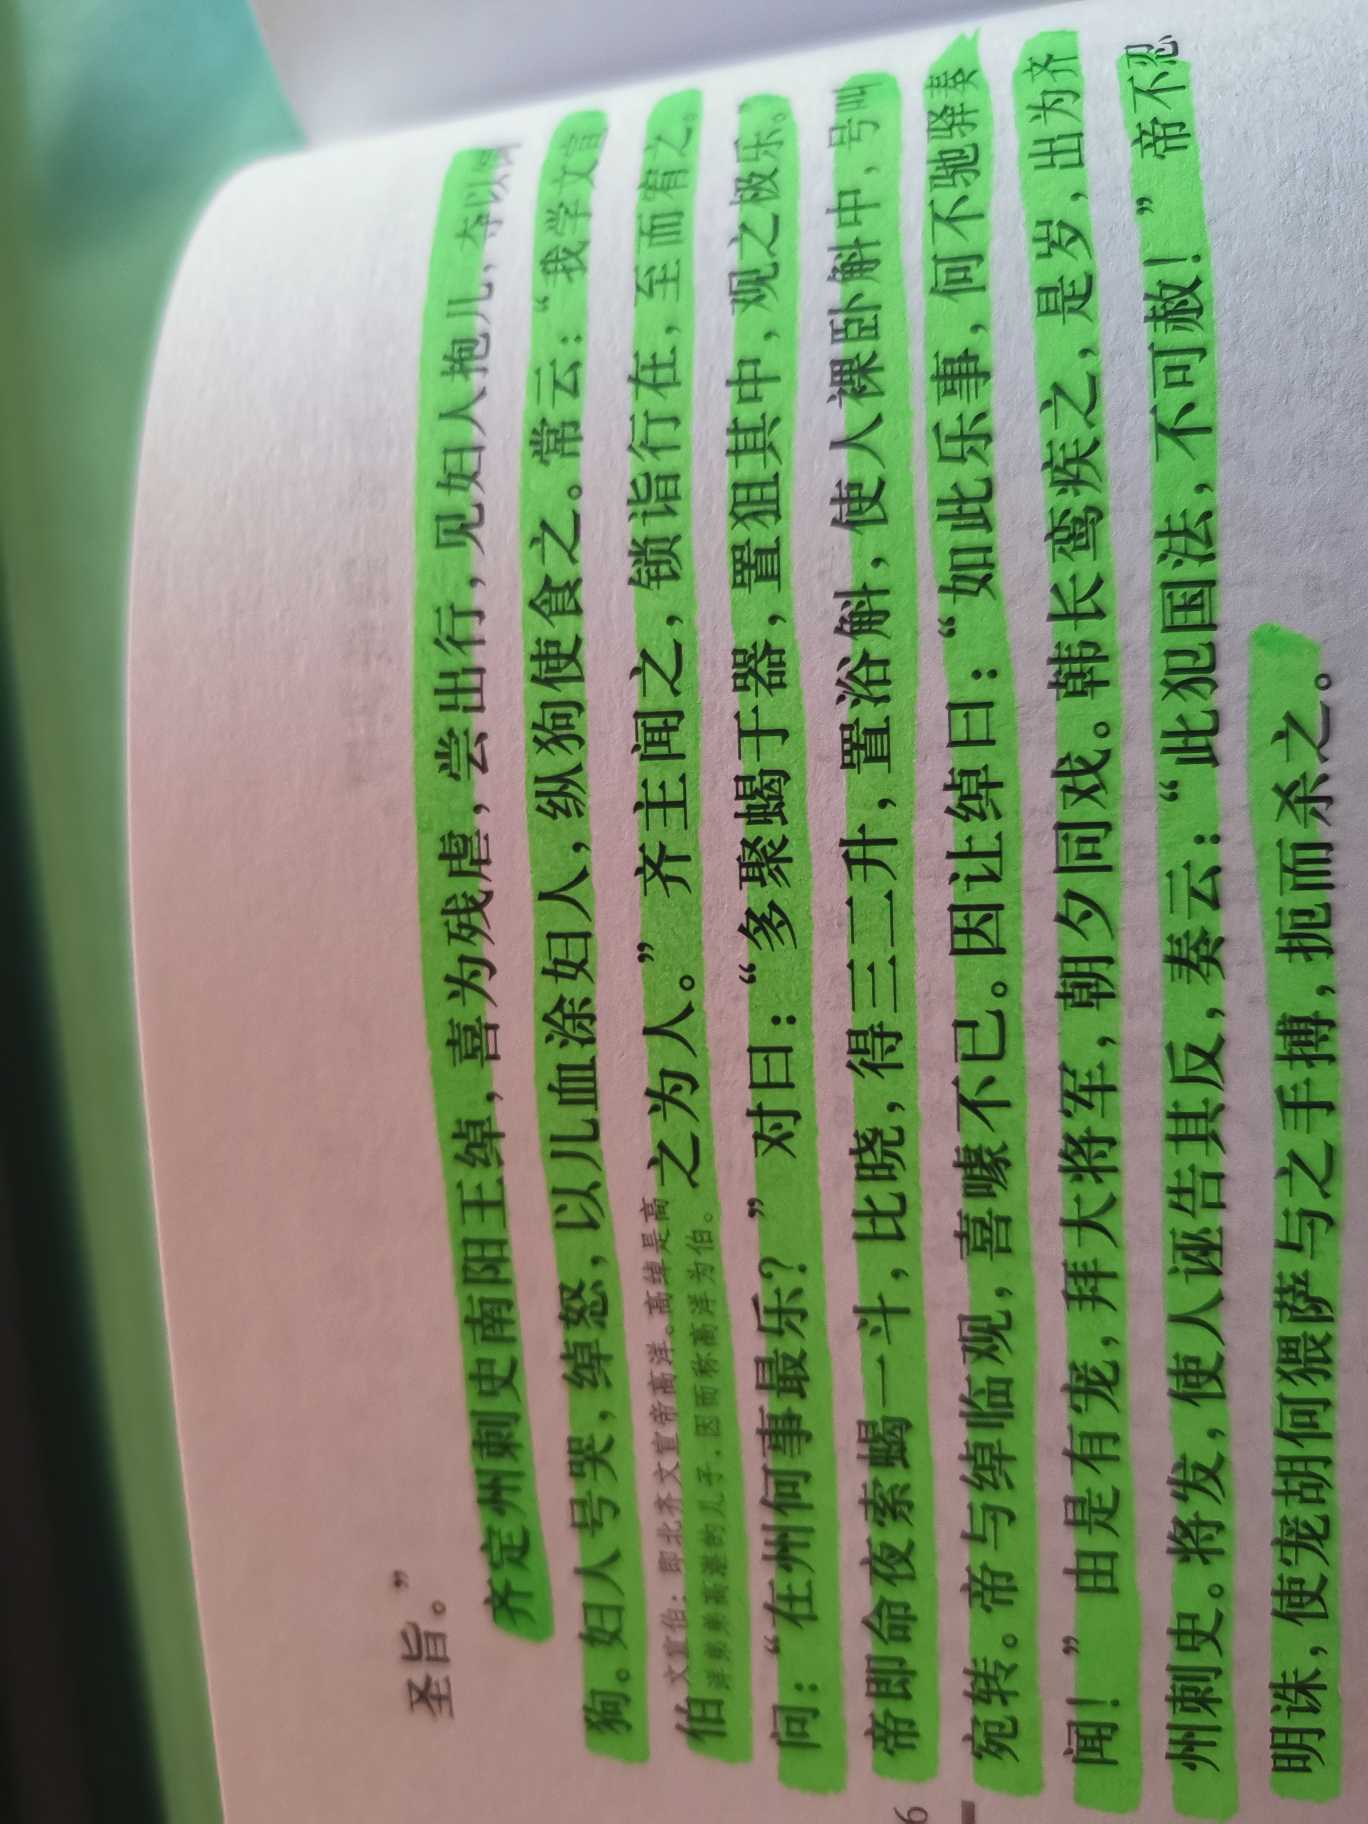 圣旨。”
齐定州刺史南阳王绰，喜为残虐，尝出行，见妇人抱儿，夺以饲
狗。妇人号哭，绰怒，以儿血涂妇人，纵狗使食之。常云：“我学文宣
伯文宣伯：即北齐文宣帝高洋。高绰是高
洋弟弟高湛的儿子，因而称高洋为伯。之为人。”齐主闻之，锁诣行在，至而宥之。
问：“在州何事最乐？”对曰：“多聚蝎于器，置狙其中，观之极乐。”
帝即命夜索蝎一斗，比晓，得三二升，置浴斛，使人裸卧斛中，号叫
宛转。帝与绰临观，喜噱不已。因让绰曰：“如此乐事，何不驰驿奏
闻！”由是有宠，拜大将军，朝夕同戏。韩长鸾疾之，是岁，出为齐
州刺史。将发，使人诬告其反，奏云：“此犯国法，不可赦！”帝不忍
明诛，使宠胡何猥萨与之手搏，扼而杀之。
6